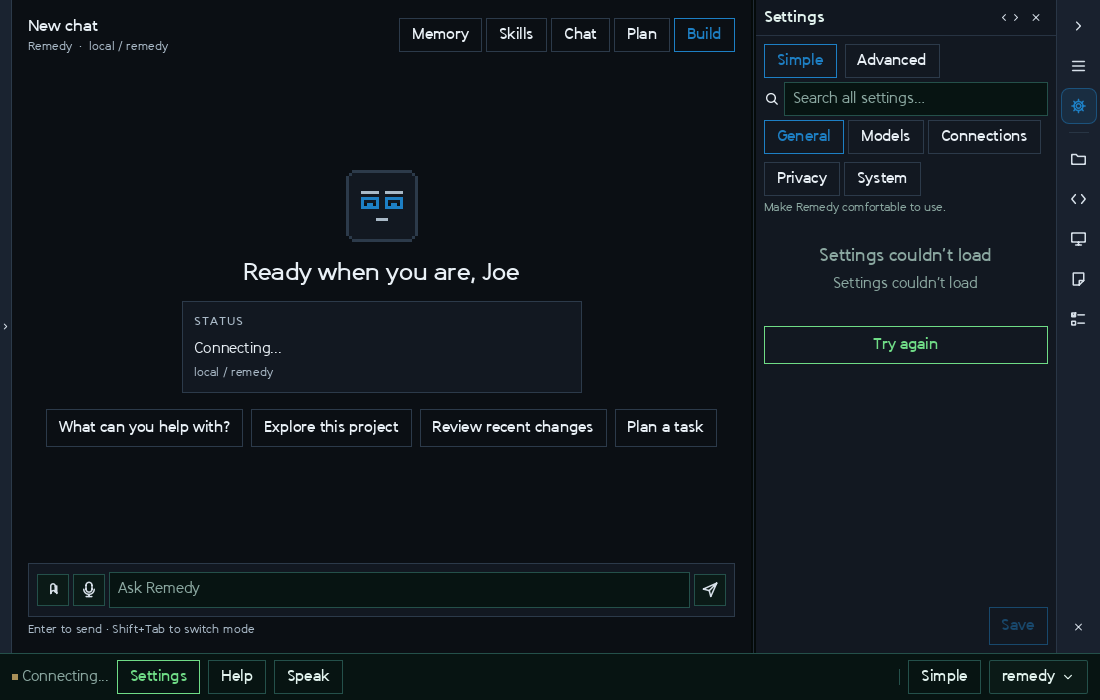 New chat
Remedy · local / remedy
Memory
Skills
Chat
Plan
Build
Ready when you are, Joe
STATUS
Connecting...
local / remedy
What can you help with?
Explore this project
Review recent changes
Plan a task
Ask Remedy
Enter to send · Shift+Tab to switch mode
Settings
Simple
Advanced
Search all settings...
General
Models
Connections
Privacy
System
Make Remedy comfortable to use.
Settings couldn't load
Settings couldn't load
Try again
Save
Connecting...
Settings
Help
Speak
Simple
remedy